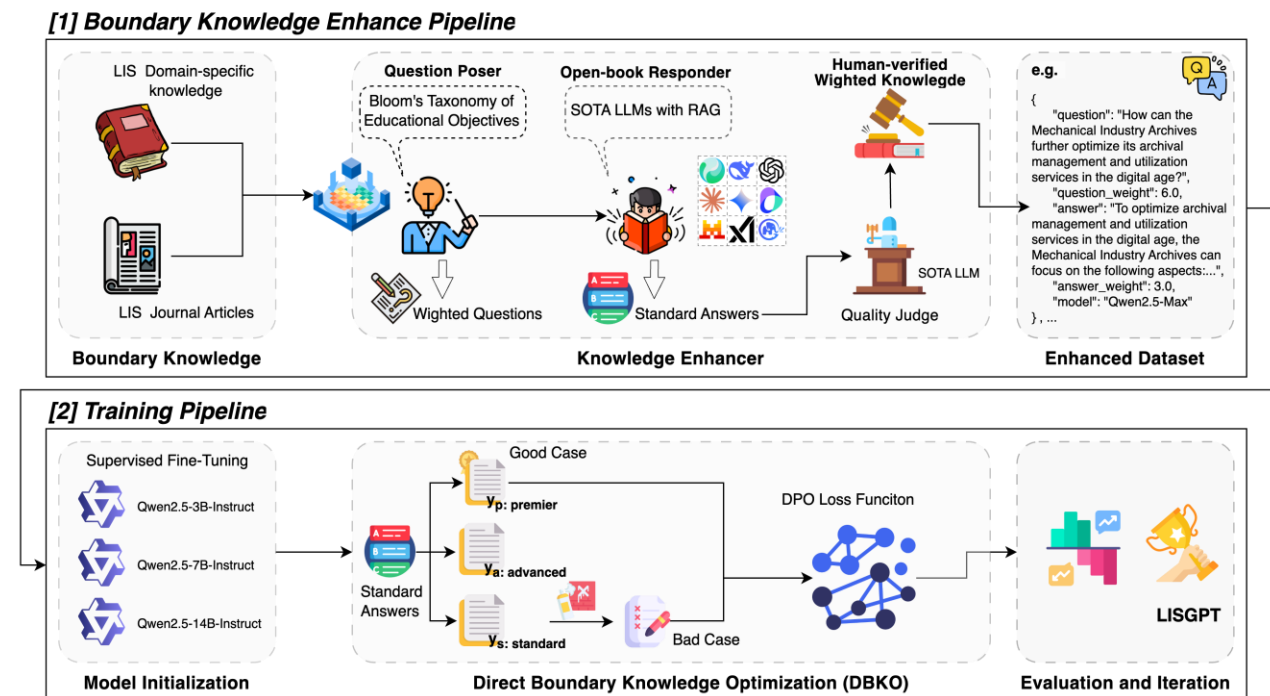 [1] Boundary Knowledge Enhance Pipeline
LIS Domain-specific
knowledge
LIS Journal Articles
Boundary Knowledge
Question Poser
Bloom's Taxonomy of
Educational Objectives
Wighted Questions
Open-book Responder
SOTA LLMs with RAG
A
B
C
Standard Answers
Human-verified
Wighted Knowlegde
SOTA LLM
Quality Judge
Knowledge Enhancer
e.g.
Q
A
{
"question": "How can the
Mechanical Industry Archives
further optimize its archival
management and utilization
services in the digital age?",
"question_weight": 6.0,
"answer": "To optimize archival
management and utilization
services in the digital age, the
Mechanical Industry Archives can
focus on the following aspects:...",
"answer_weight": 3.0,
"model": "Qwen2.5-Max"
} , ...
Enhanced Dataset
[2] Training Pipeline
Supervised Fine-Tuning
Qwen2.5-3B-Instruct
Qwen2.5-7B-Instruct
Qwen2.5-14B-Instruct
Model Initialization
A
B
C
Standard
Answers
Good Case
yp: premier
ya: advanced
ys: standard
Bad Case
DPO Loss Funciton
Direct Boundary Knowledge Optimization (DBKO)
LISGPT
Evaluation and Iteration